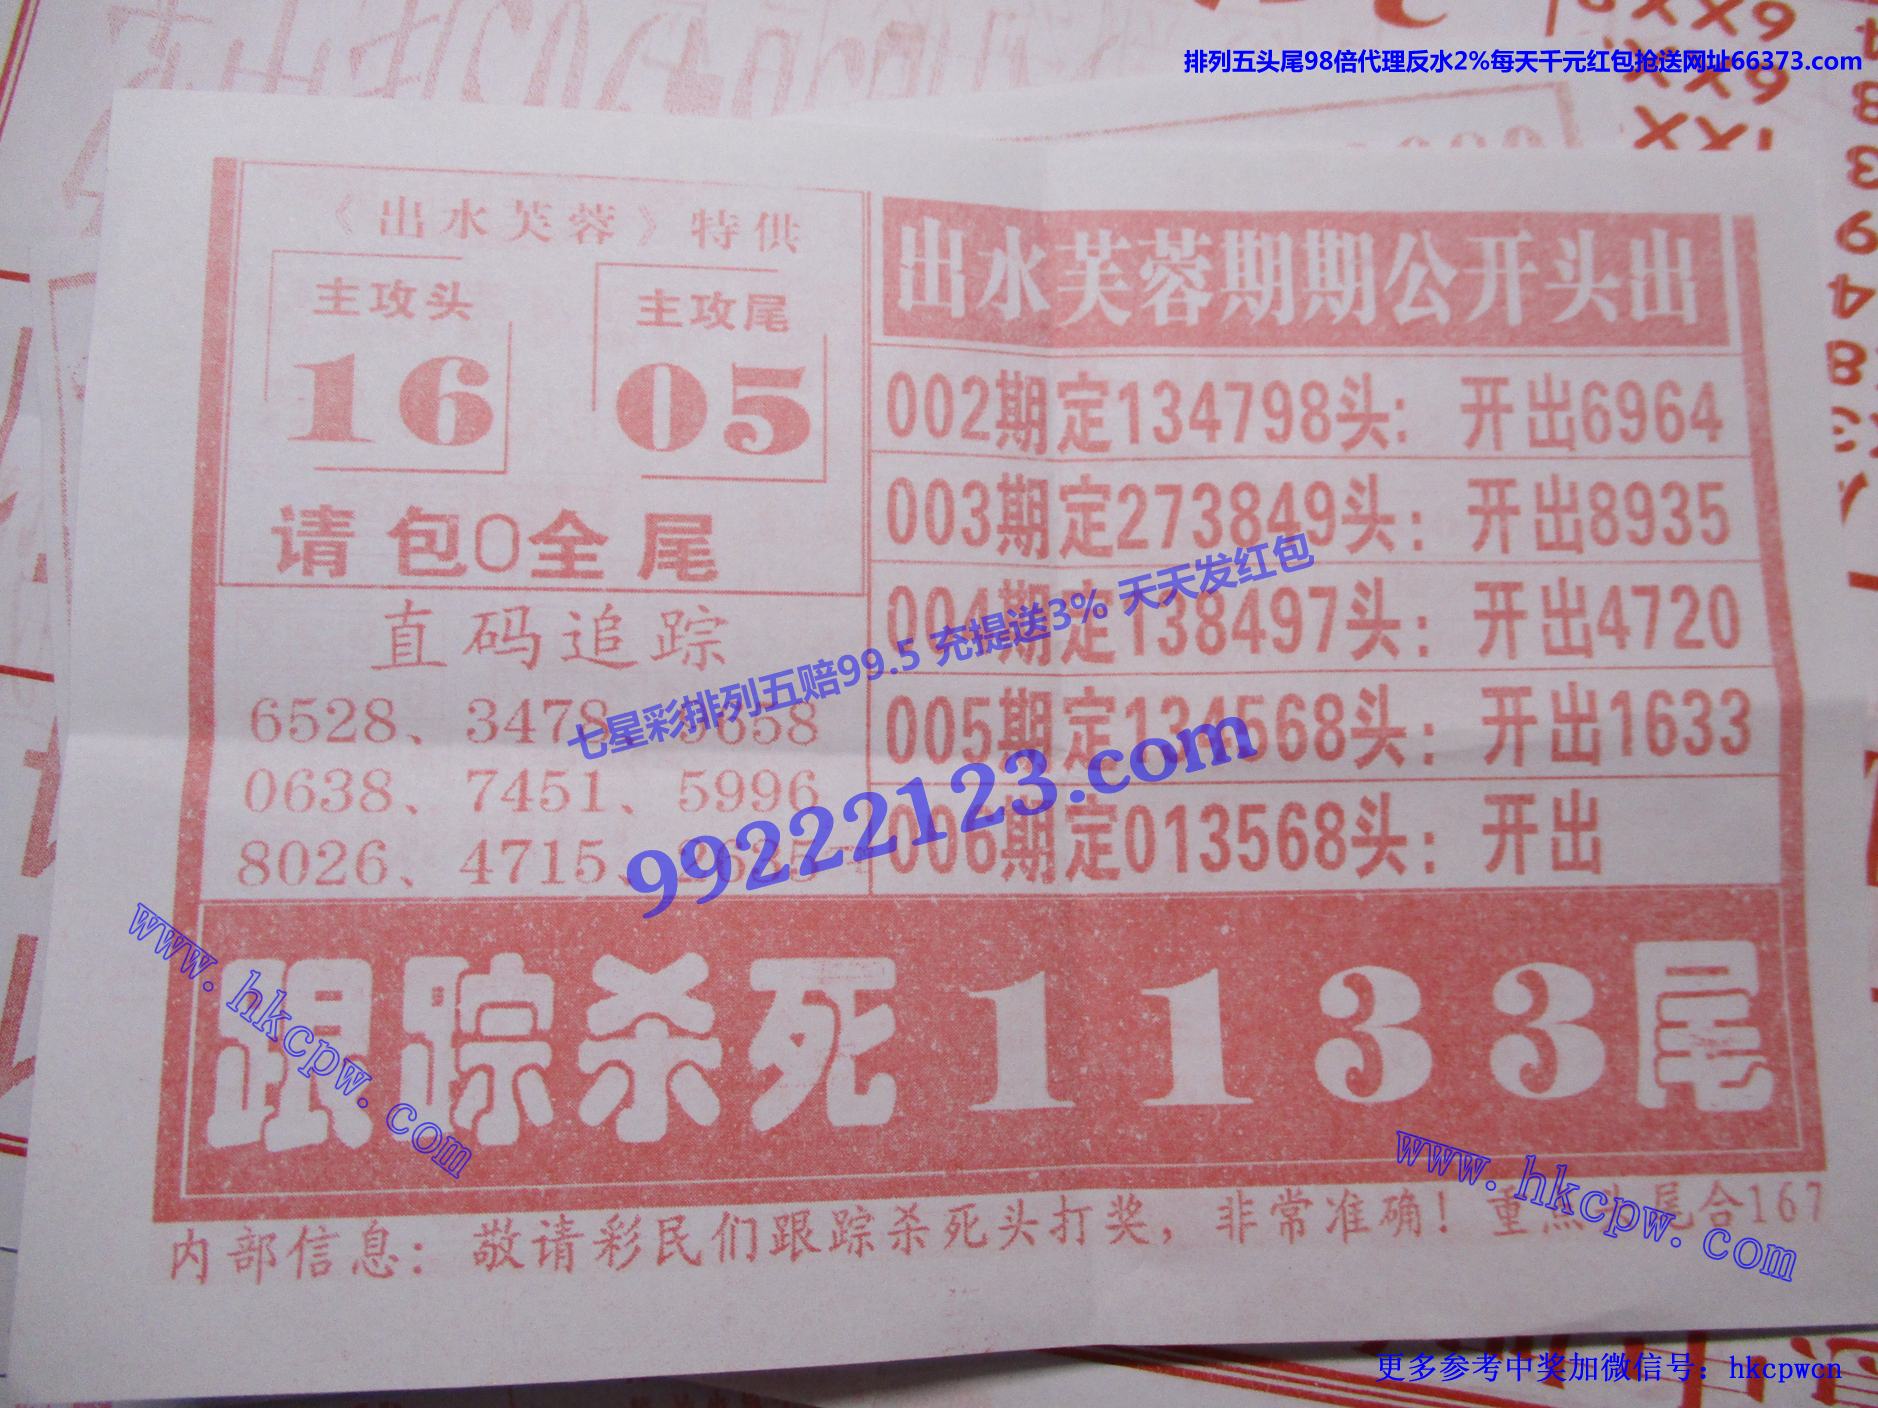 排列五头尾98倍代理反水2%每天千元红包抢送网址66373.com
《出水芙蓉》特供
主攻头
16
主攻尾
05
请包0全尾
直码追踪
6528、3478、3658
0638、7451、5996
8026、4715、2635
出水芙蓉期期公开头出
002期定134798头：开出6964
003期定273849头：开出8935
004期定138497头：开出4720
005期定134568头：开出1633
006期定013568头：开出
七星彩排列五赔99.5 充提送3% 天天发红包
99222123.com
跟踪杀死1133尾
www.hkcpw.com
www.hkcpw.com
内部信息：敬请彩民们跟踪杀死头打奖，非常准确！重点头尾合167
更多参考中奖加微信号：hkcpwcn